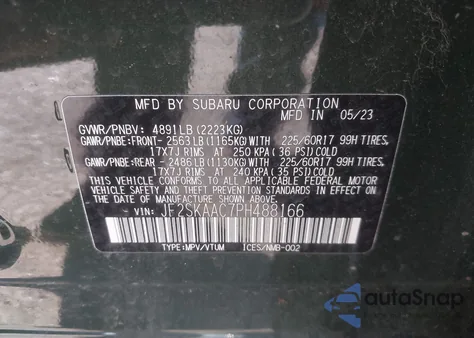 MFD BY SUBARU CORPORATION
GVWR/PNBV: 4891LB (2223KG) MFD IN 05/23
GAWR/PNBE:FRONT- 2563LB (1165KG) WITH 225/60R17 99H TIRES,
17X7J RIMS, AT 250 KPA (36 PSI) COLD
GAWR/PNBE:REAR - 2486LB (1130KG) WITH 225/60R17 99H TIRES,
17X7J RIMS, AT 240 KPA (35 PSI) COLD
THIS VEHICLE CONFORMS TO ALL APPLICABLE FEDERAL MOTOR
VEHICLE SAFETY AND THEFT PREVENTION STANDARDS IN EFFECT
ON THE DATE OF MANUFACTURE SHOWN ABOVE.
VIN: JF2SKAAC7PH488166
TYPE:MPV/VTUM ICES/NMB-002
autoSnap